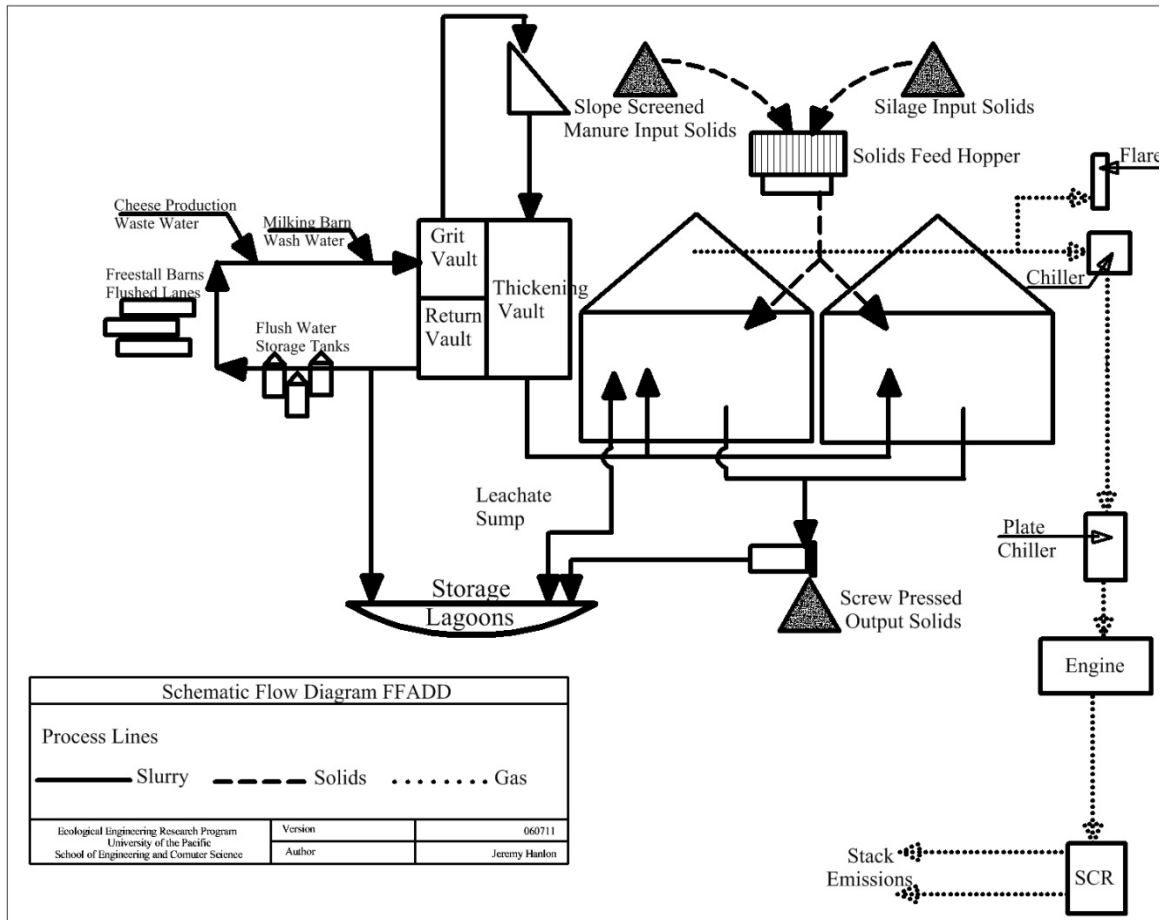 Slope Screened
Manure Input Solids
Silage Input Solids
Solids Feed Hopper
Flare
Cheese Production
Waste Water
Milking Barn
Wash Water
Grit
Vault
Thickening
Vault
Return
Vault
Freestall Barns
Flushed Lanes
Flush Water
Storage Tanks
Chiller
Leachate
Sump
Plate
Chiller
Storage
Lagoons
Screw Pressed
Output Solids
Engine
Stack
Emissions
SCR
Schematic Flow Diagram FFADD
Process Lines
Slurry
Solids
Gas
Ecological Engineering Research Program
University of the Pacific
School of Engineering and Comuter Science
Version
060711
Author
Jeremy Hanlon